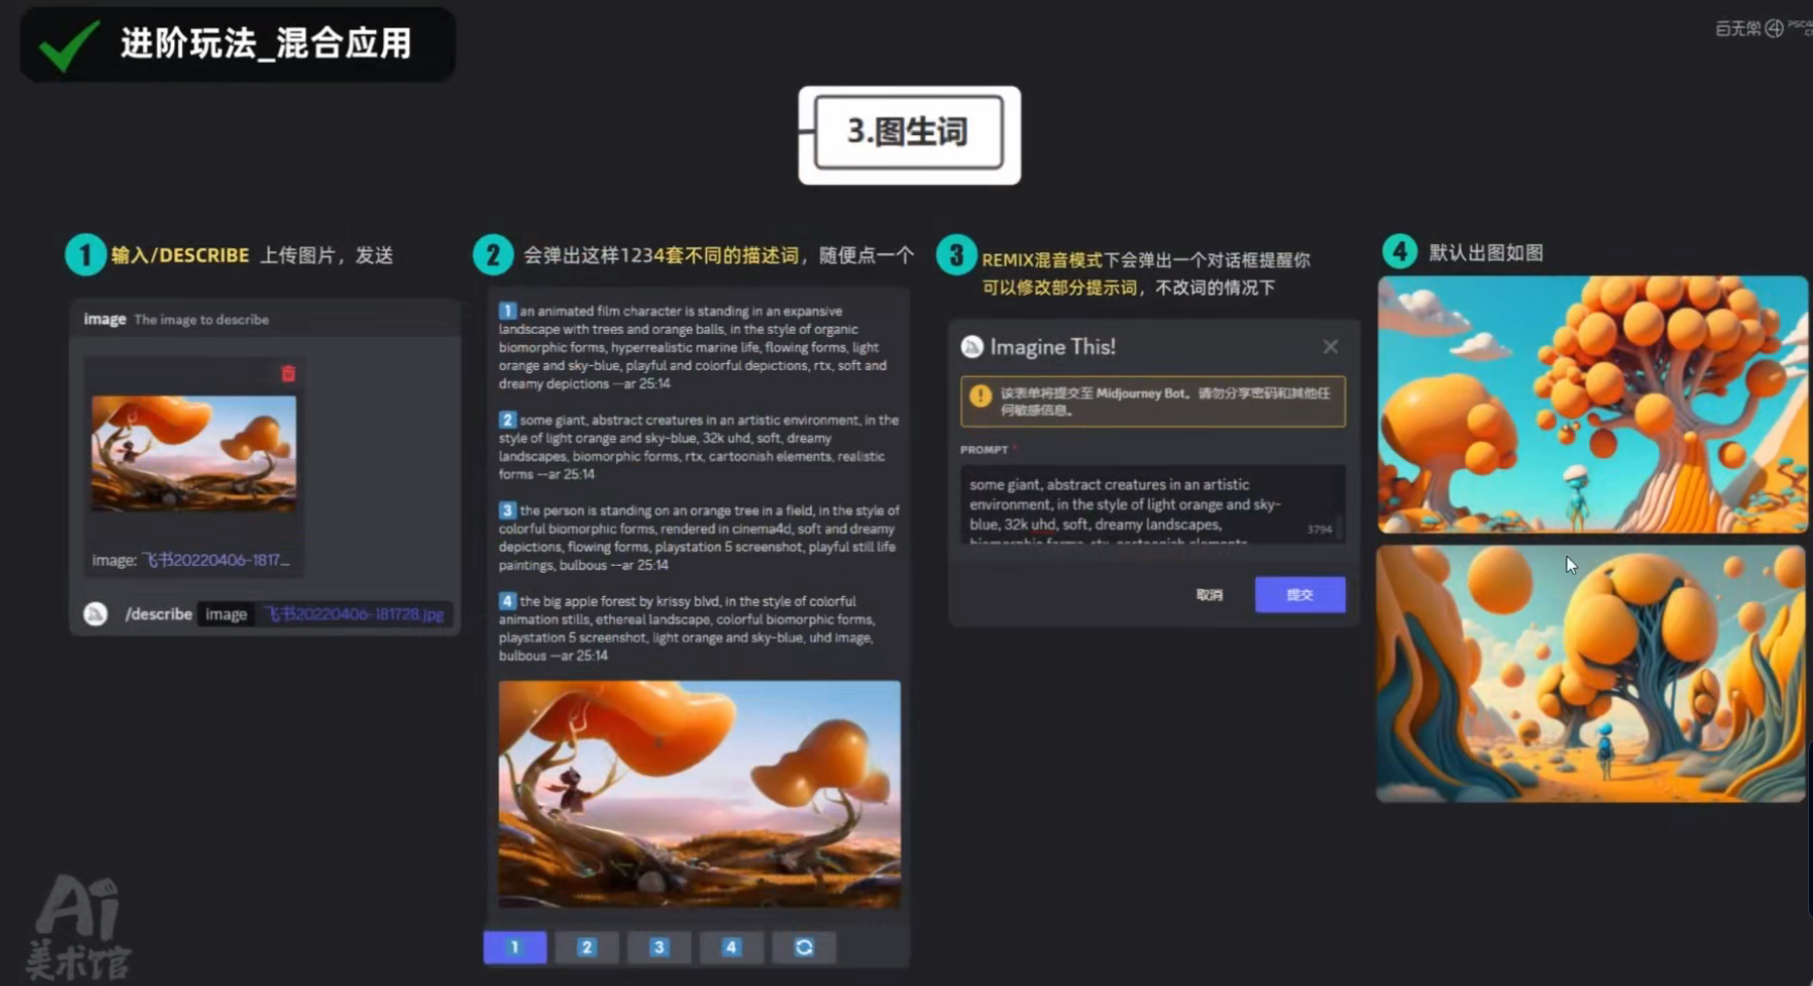 进阶玩法_混合应用
3.图生词
1 输入/DESCRIBE 上传图片，发送
image The image to describe
image: 飞书20220406-1817...
/describe image 飞书20220406-181728.jpg
2 会弹出这样1234套不同的描述词，随便点一个
1 an animated film character is standing in an expansive
landscape with trees and orange balls, in the style of organic
biomorphic forms, hyperrealistic marine life, flowing forms, light
orange and sky-blue, playful and colorful depictions, rtx, soft and
dreamy depictions --ar 25:14
2 some giant, abstract creatures in an artistic environment, in the
style of light orange and sky-blue, 32k uhd, soft, dreamy
landscapes, biomorphic forms, rtx, cartoonish elements, realistic
forms --ar 25:14
3 the person is standing on an orange tree in a field, in the style of
colorful biomorphic forms, rendered in cinema4d, soft and dreamy
depictions, flowing forms, playstation 5 screenshot, playful still life
paintings, bulbous --ar 25:14
4 the big apple forest by krissy blvd, in the style of colorful
animation stills, ethereal landscape, colorful biomorphic forms,
playstation 5 screenshot, light orange and sky-blue, uhd image,
bulbous --ar 25:14
1 2 3 4
3 REMIX混音模式下会弹出一个对话框提醒你
可以修改部分提示词，不改词的情况下
Imagine This!
该表单将提交至 Midjourney Bot。请勿分享密码和其他任
何敏感信息。
PROMPT *
some giant, abstract creatures in an artistic
environment, in the style of light orange and sky-
blue, 32k uhd, soft, dreamy landscapes,
biomorphic forms, rtx, cartoonish elements,
3794
取消 提交
4 默认出图如图
Ai
美术馆